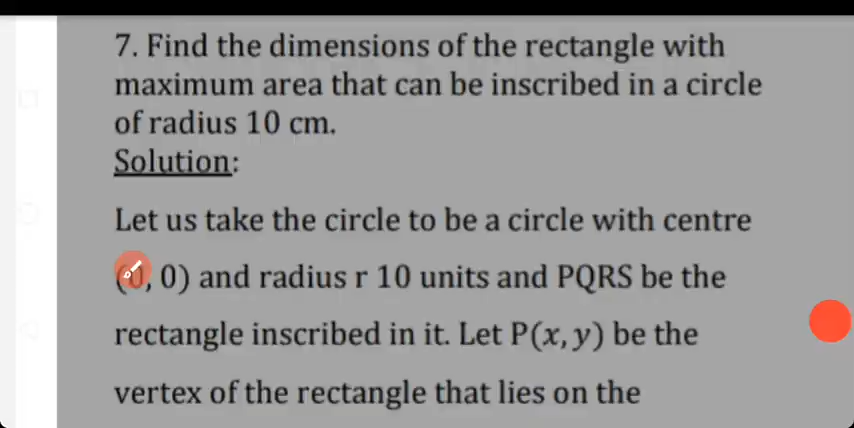 7. Find the dimensions of the rectangle with
maximum area that can be inscribed in a circle
of radius 10 cm.
Solution:
Let us take the circle to be a circle with centre
(0, 0) and radius r 10 units and PQRS be the
rectangle inscribed in it. Let P(x, y) be the
vertex of the rectangle that lies on the